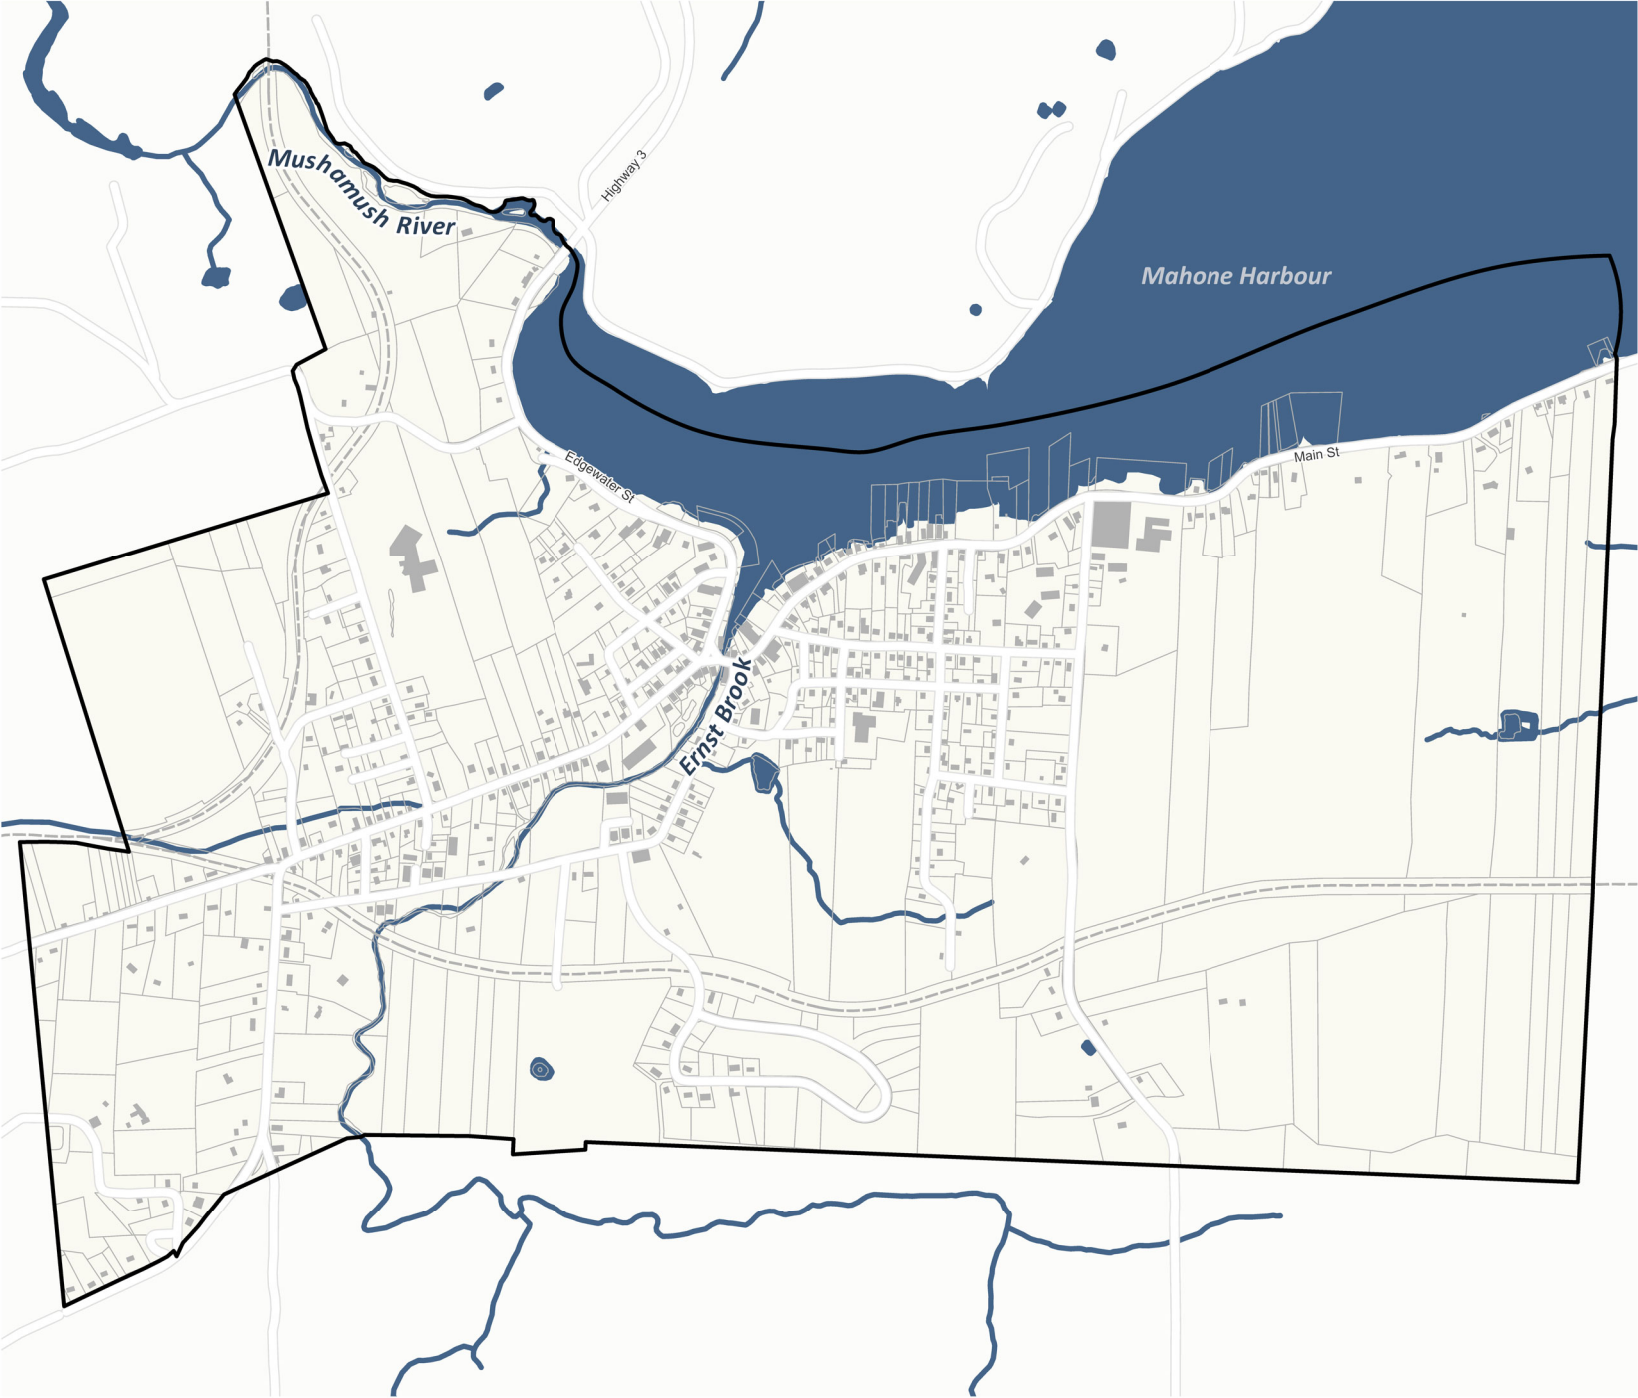 Highway 3
Mushamush River
Mahone Harbour
Edgewater St
Main St
Ernst Brook